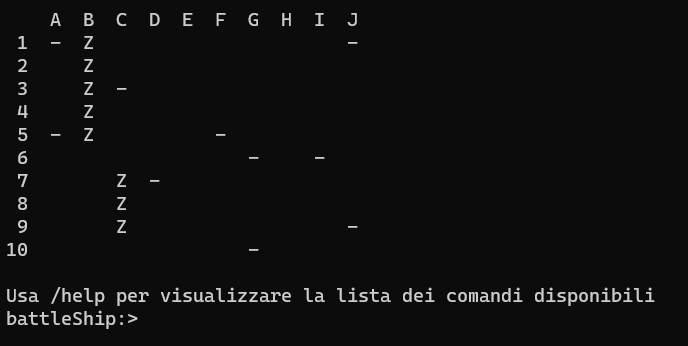 A B C D E F G H I J
1 - Z -
2 Z
3 Z -
4 Z
5 - Z -
6 - -
7 Z -
8 Z
9 Z -
10 -
Usa /help per visualizzare la lista dei comandi disponibili
battleShip:>